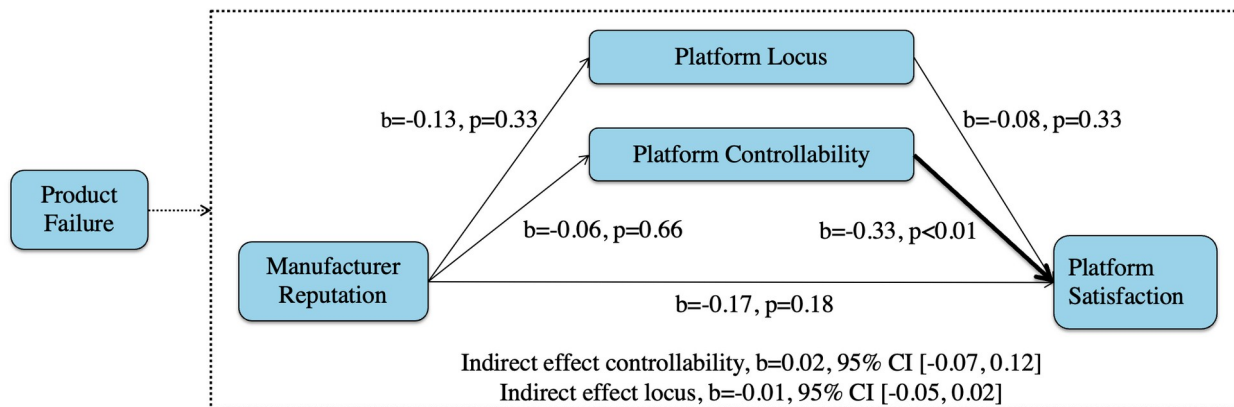 Platform Locus
b=-0.13, p=0.33
b=-0.08, p=0.33
Platform Controllability
Product
Failure
b=-0.06, p=0.66
b=-0.33, p<0.01
Manufacturer
Reputation
Platform
Satisfaction
b=-0.17, p=0.18
Indirect effect controllability, b=0.02, 95% CI [-0.07, 0.12]
Indirect effect locus, b=-0.01, 95% CI [-0.05, 0.02]